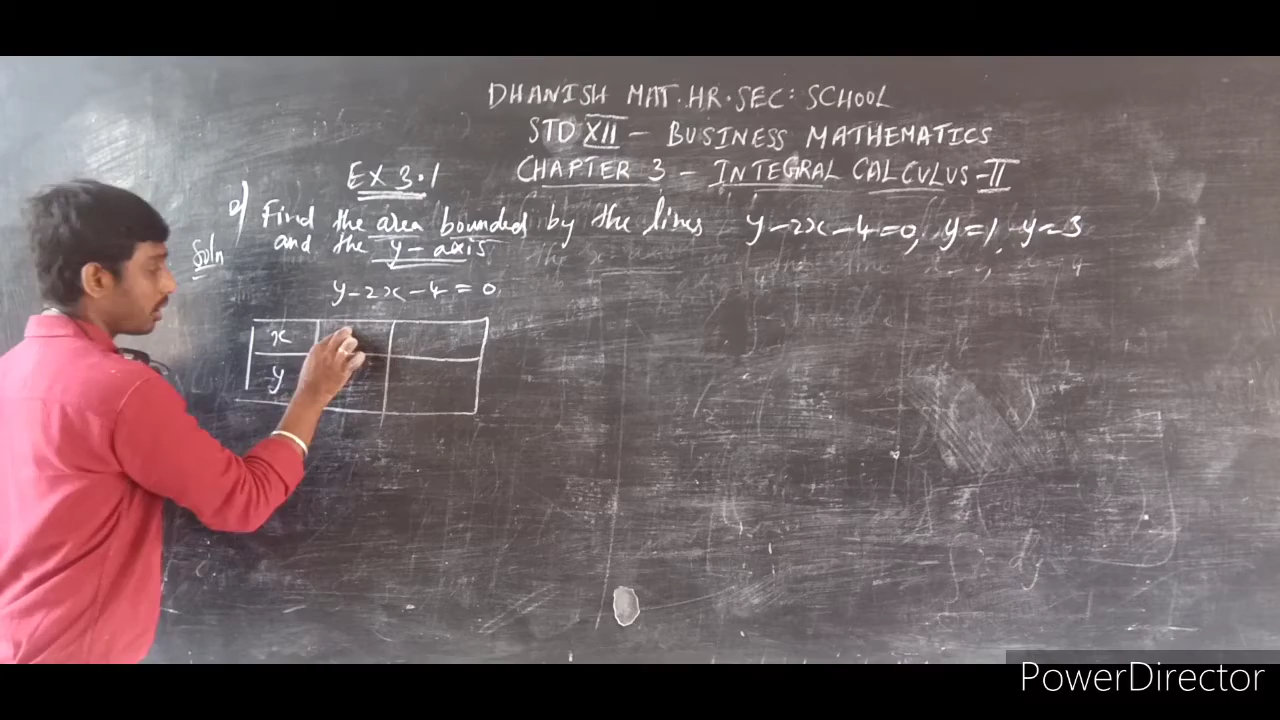 DHANISH MAT.HR.SEC: SCHOOL
STD XII - BUSINESS MATHEMATICS
EX 3.1 CHAPTER 3 - INTEGRAL CALCULUS-II
Find the area bounded by the lines y-2x-4=0, y=1, y=3
and the y-axis
Soln
y-2x-4=0
x
y
PowerDirector